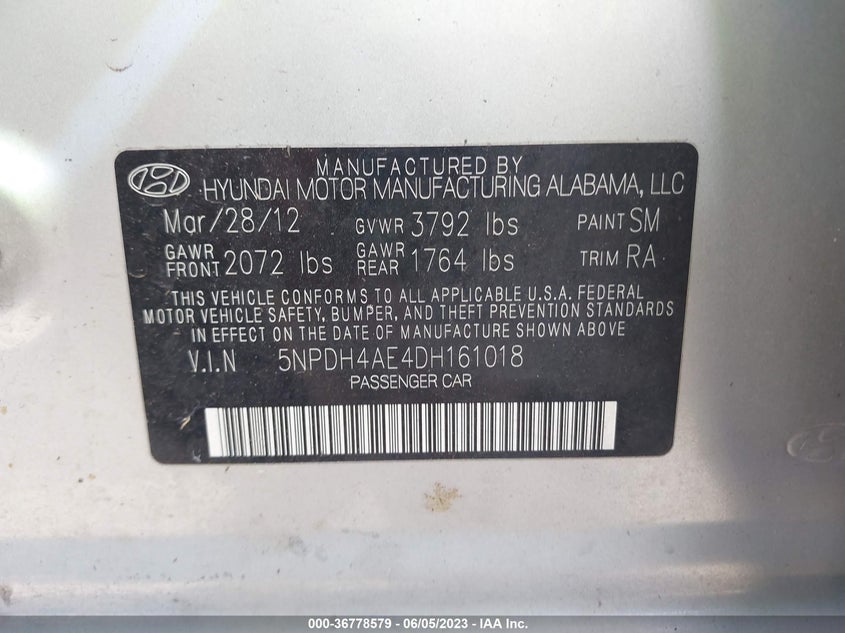 MANUFACTURED BY
HYUNDAI MOTOR MANUFACTURING ALABAMA, LLC
Mar/28/12 GVWR 3792 lbs PAINT SM
GAWR FRONT 2072 lbs GAWR REAR 1764 lbs TRIM RA
THIS VEHICLE CONFORMS TO ALL APPLICABLE U.S.A. FEDERAL
MOTOR VEHICLE SAFETY, BUMPER, AND THEFT PREVENTION STANDARDS
IN EFFECT ON THE DATE OF MANUFACTURE SHOWN ABOVE
V.I.N 5NPDH4AE4DH161018
PASSENGER CAR
000-36778579 - 06/05/2023 - IAA Inc.